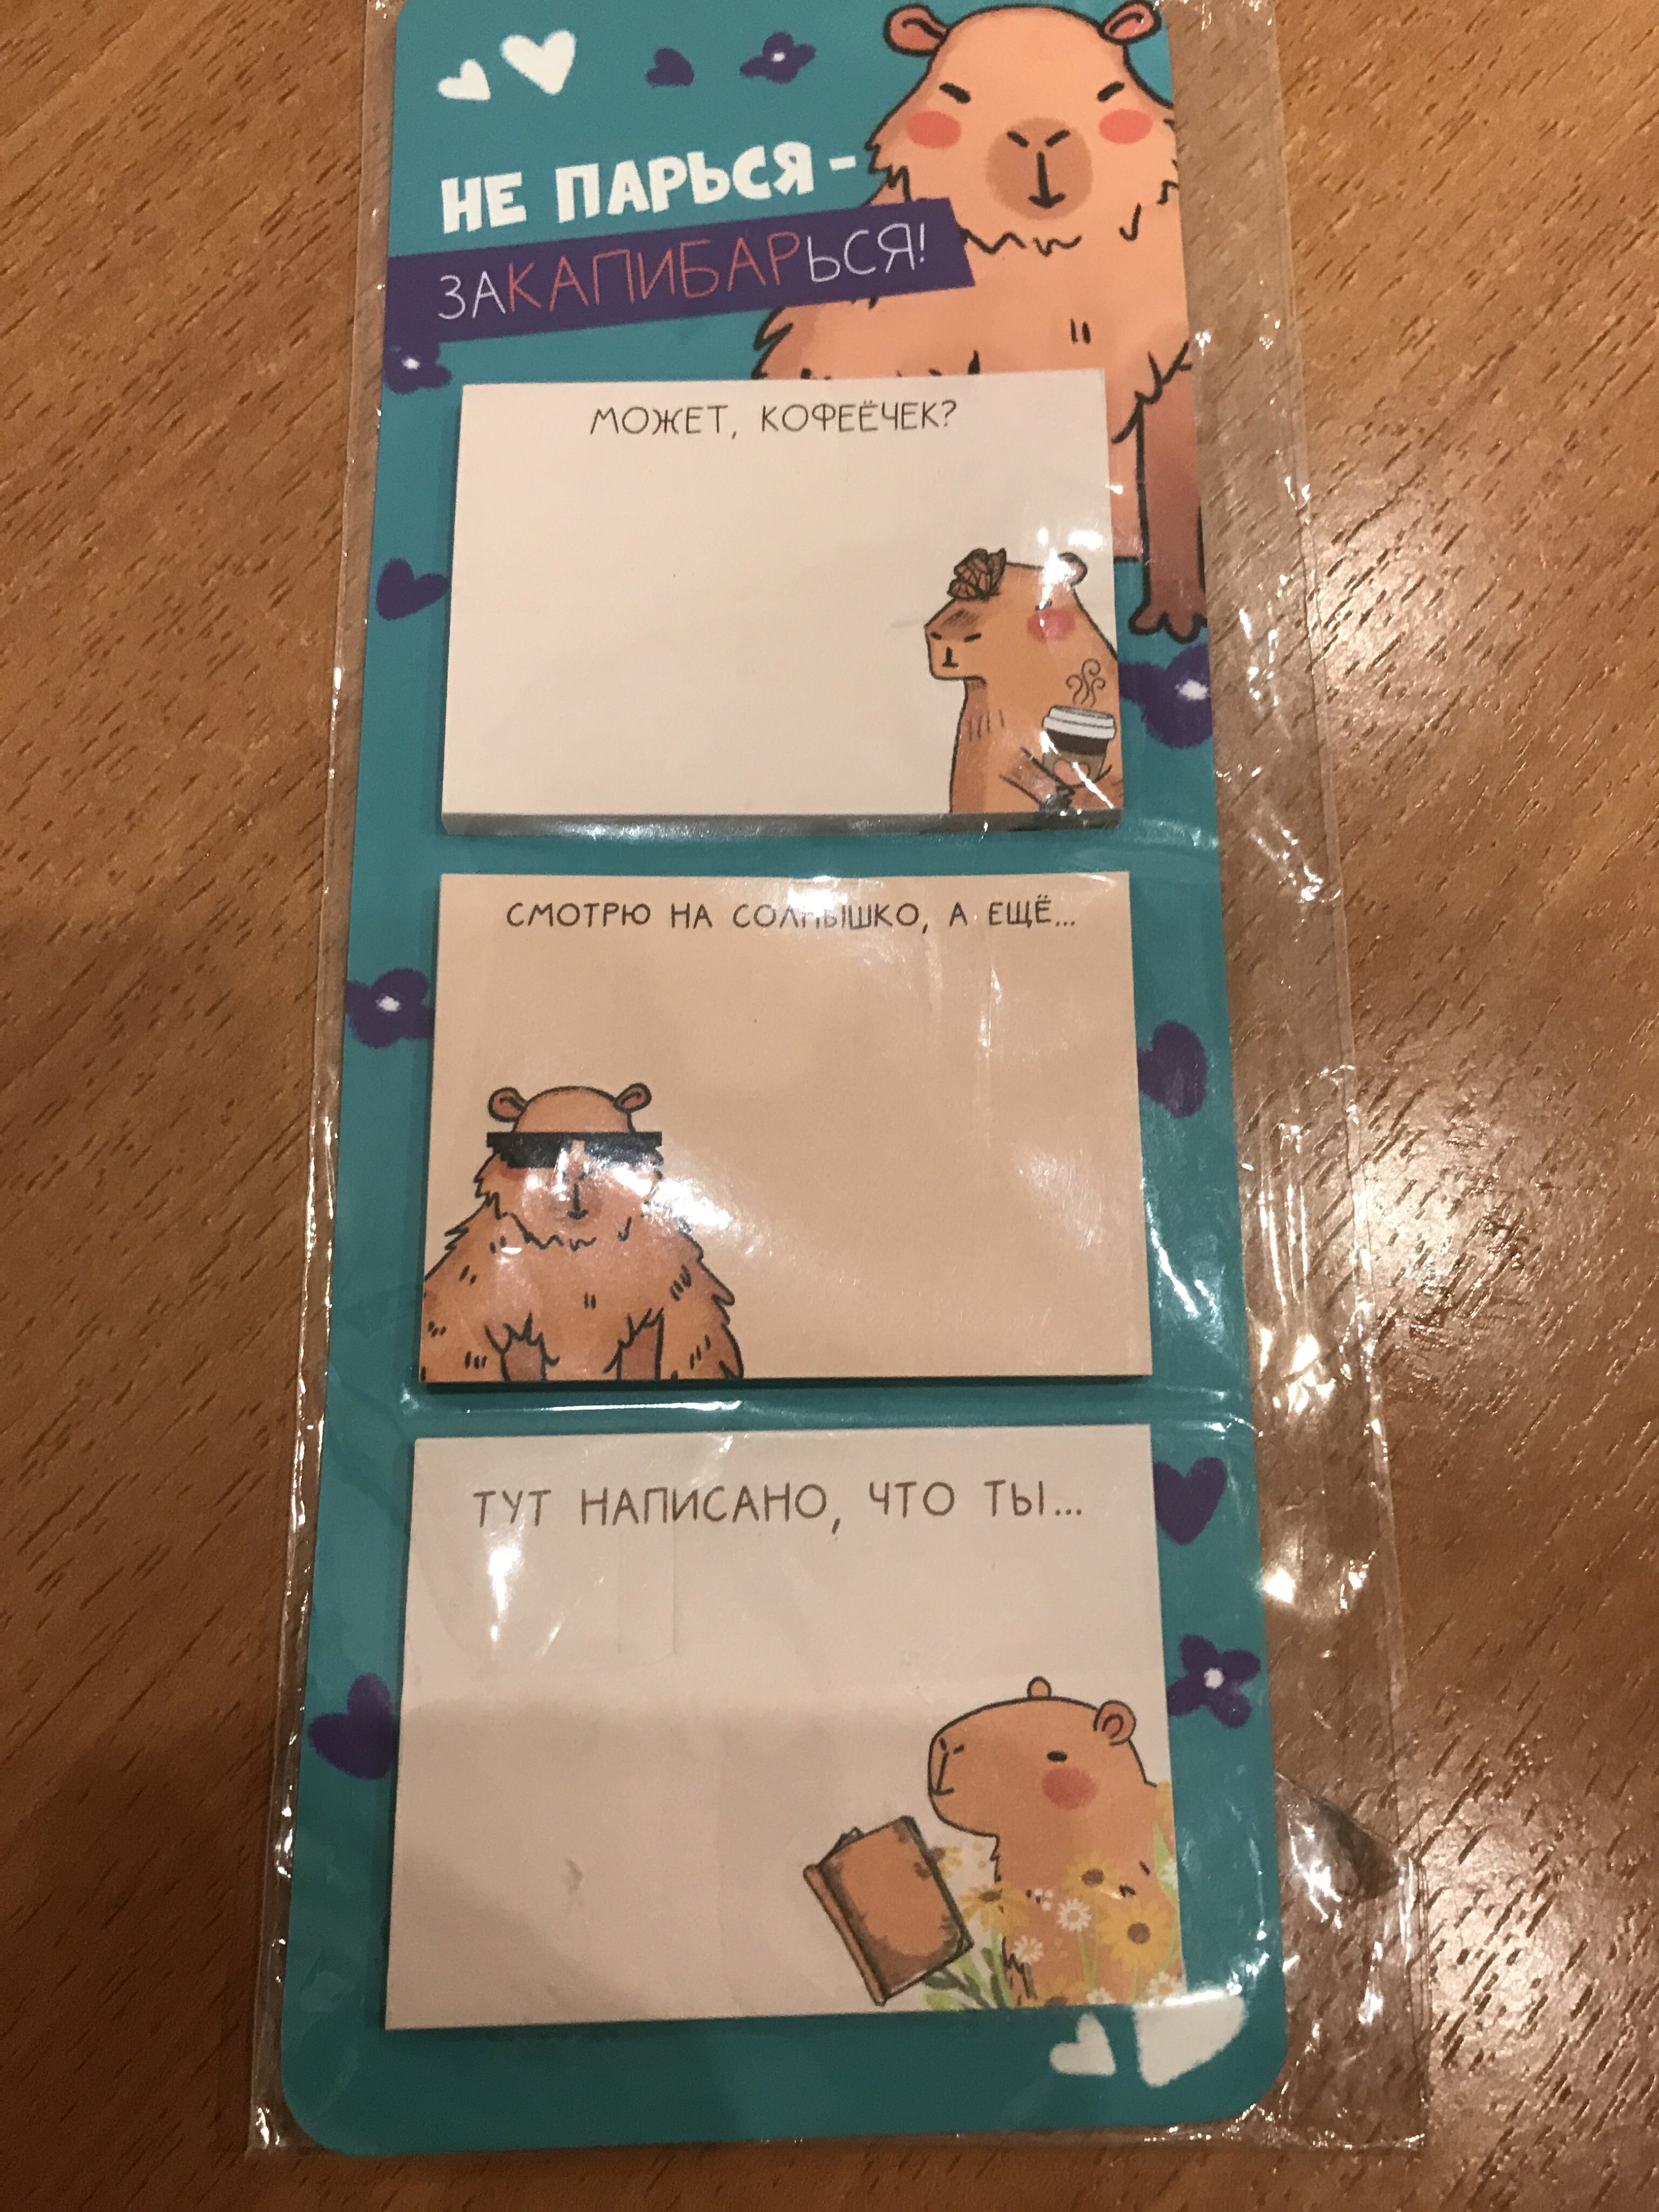 НЕ ПАРЬСЯ -
ЗАКАПИБАРЬСЯ!
МОЖЕТ, КОФЕЁЧЕК?
СМОТРЮ НА СОЛНЫШКО, А ЕЩЁ...
ТУТ НАПИСАНО, ЧТО ТЫ...